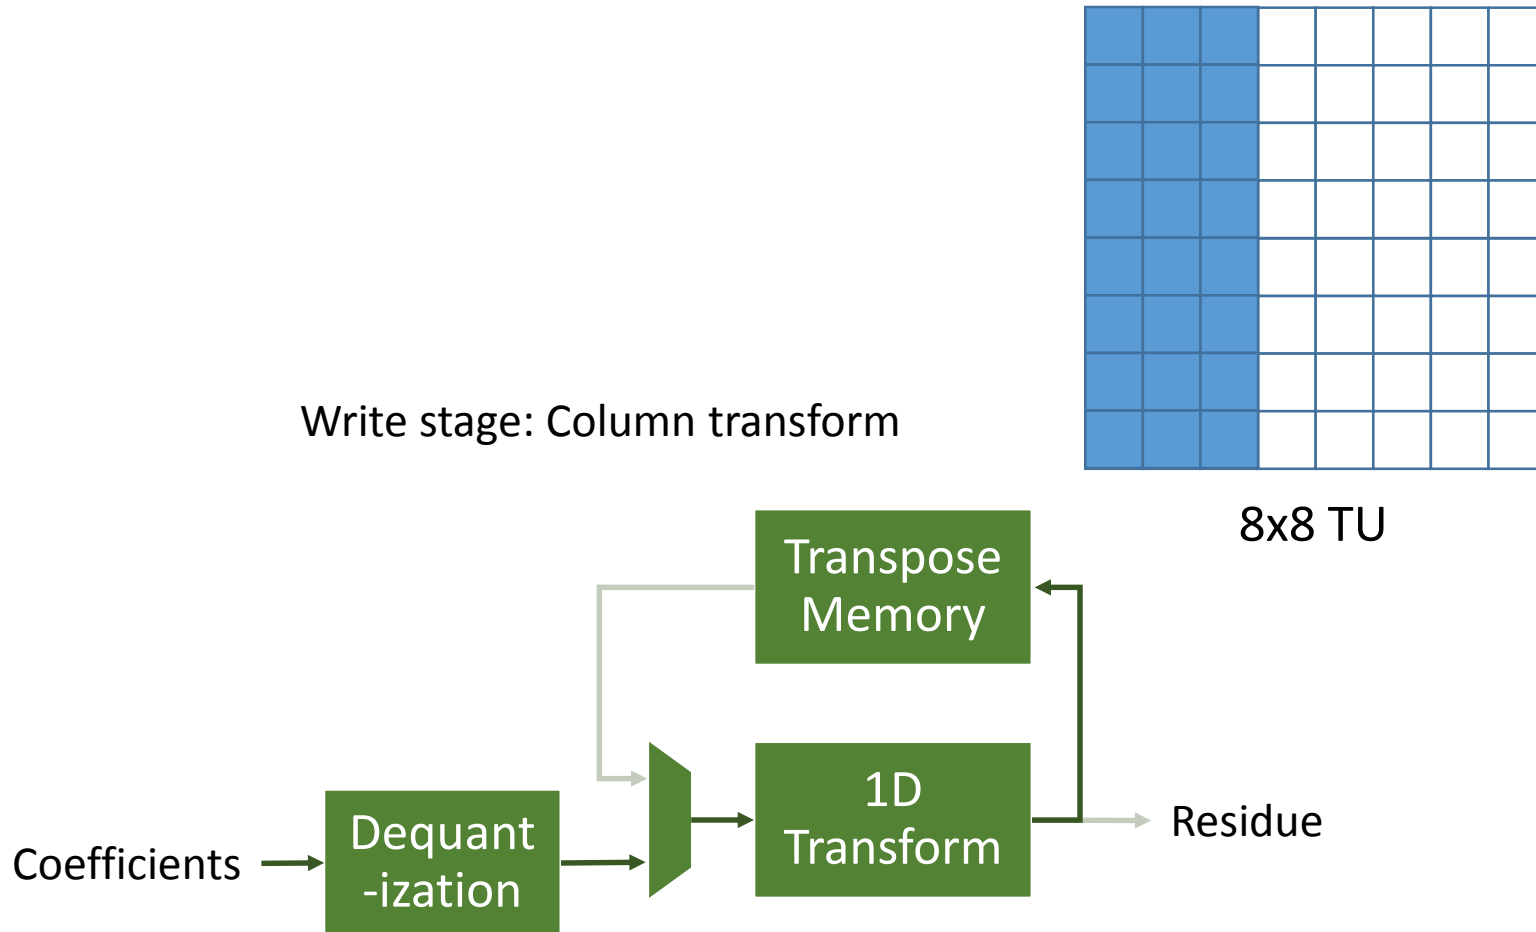 Write stage: Column transform
8x8 TU
Transpose
Memory
1D
Transform
Residue
Dequant
-ization
Coefficients